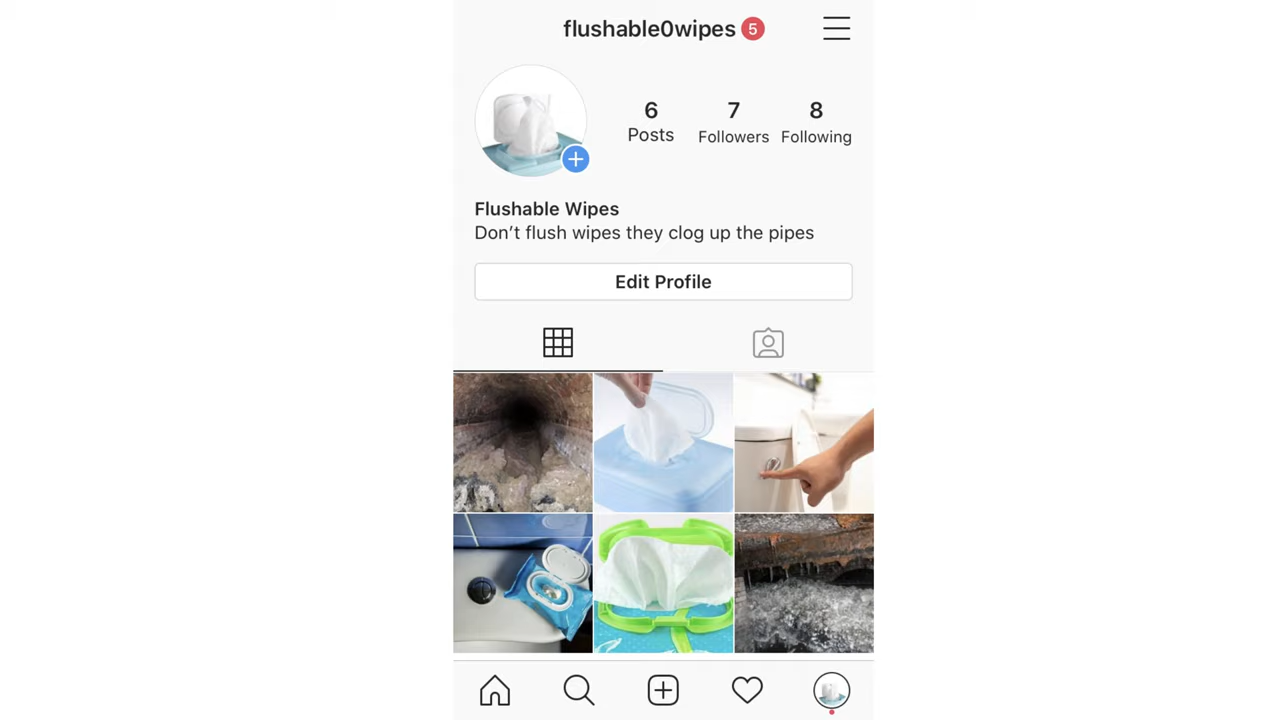 flushable0wipes 5
6 7 8
Posts Followers Following
Flushable Wipes
Don’t flush wipes they clog up the pipes
Edit Profile